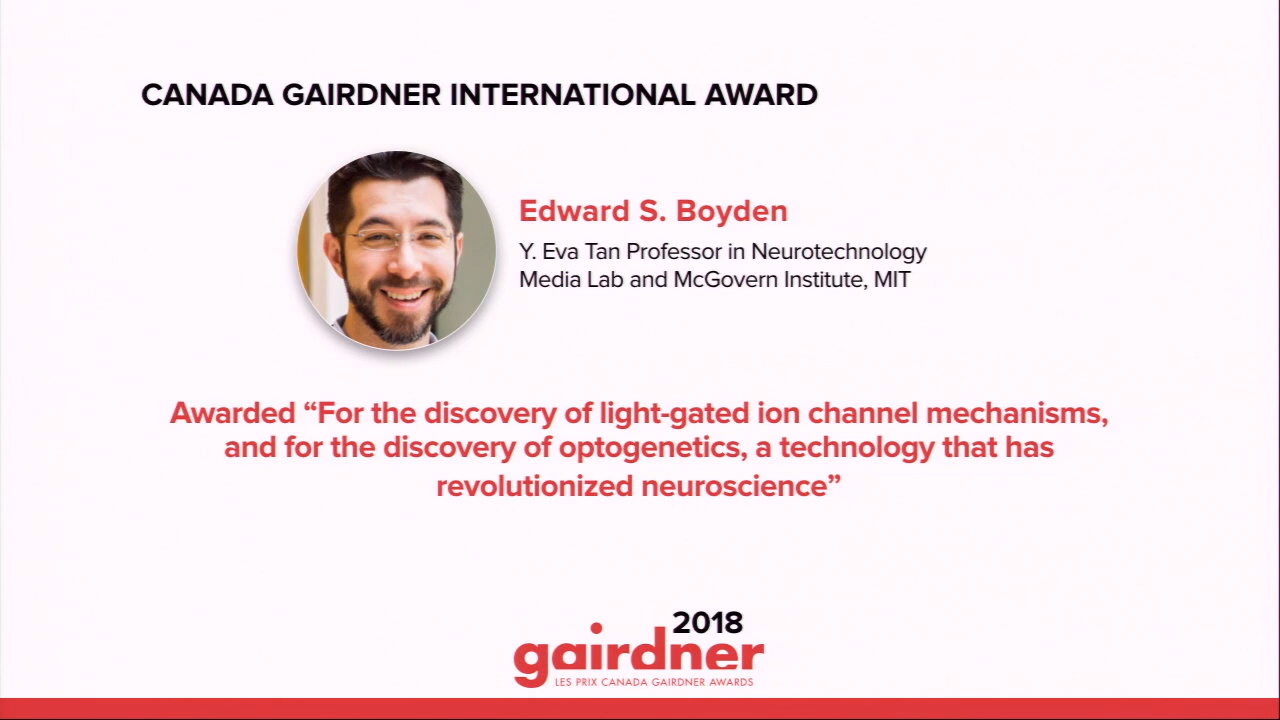 CANADA GAIRDNER INTERNATIONAL AWARD
Edward S. Boyden
Y. Eva Tan Professor in Neurotechnology
Media Lab and McGovern Institute, MIT
Awarded “For the discovery of light-gated ion channel mechanisms,
and for the discovery of optogenetics, a technology that has
revolutionized neuroscience”
2018
gairdner
LES PRIX CANADA GAIRDNER AWARDS